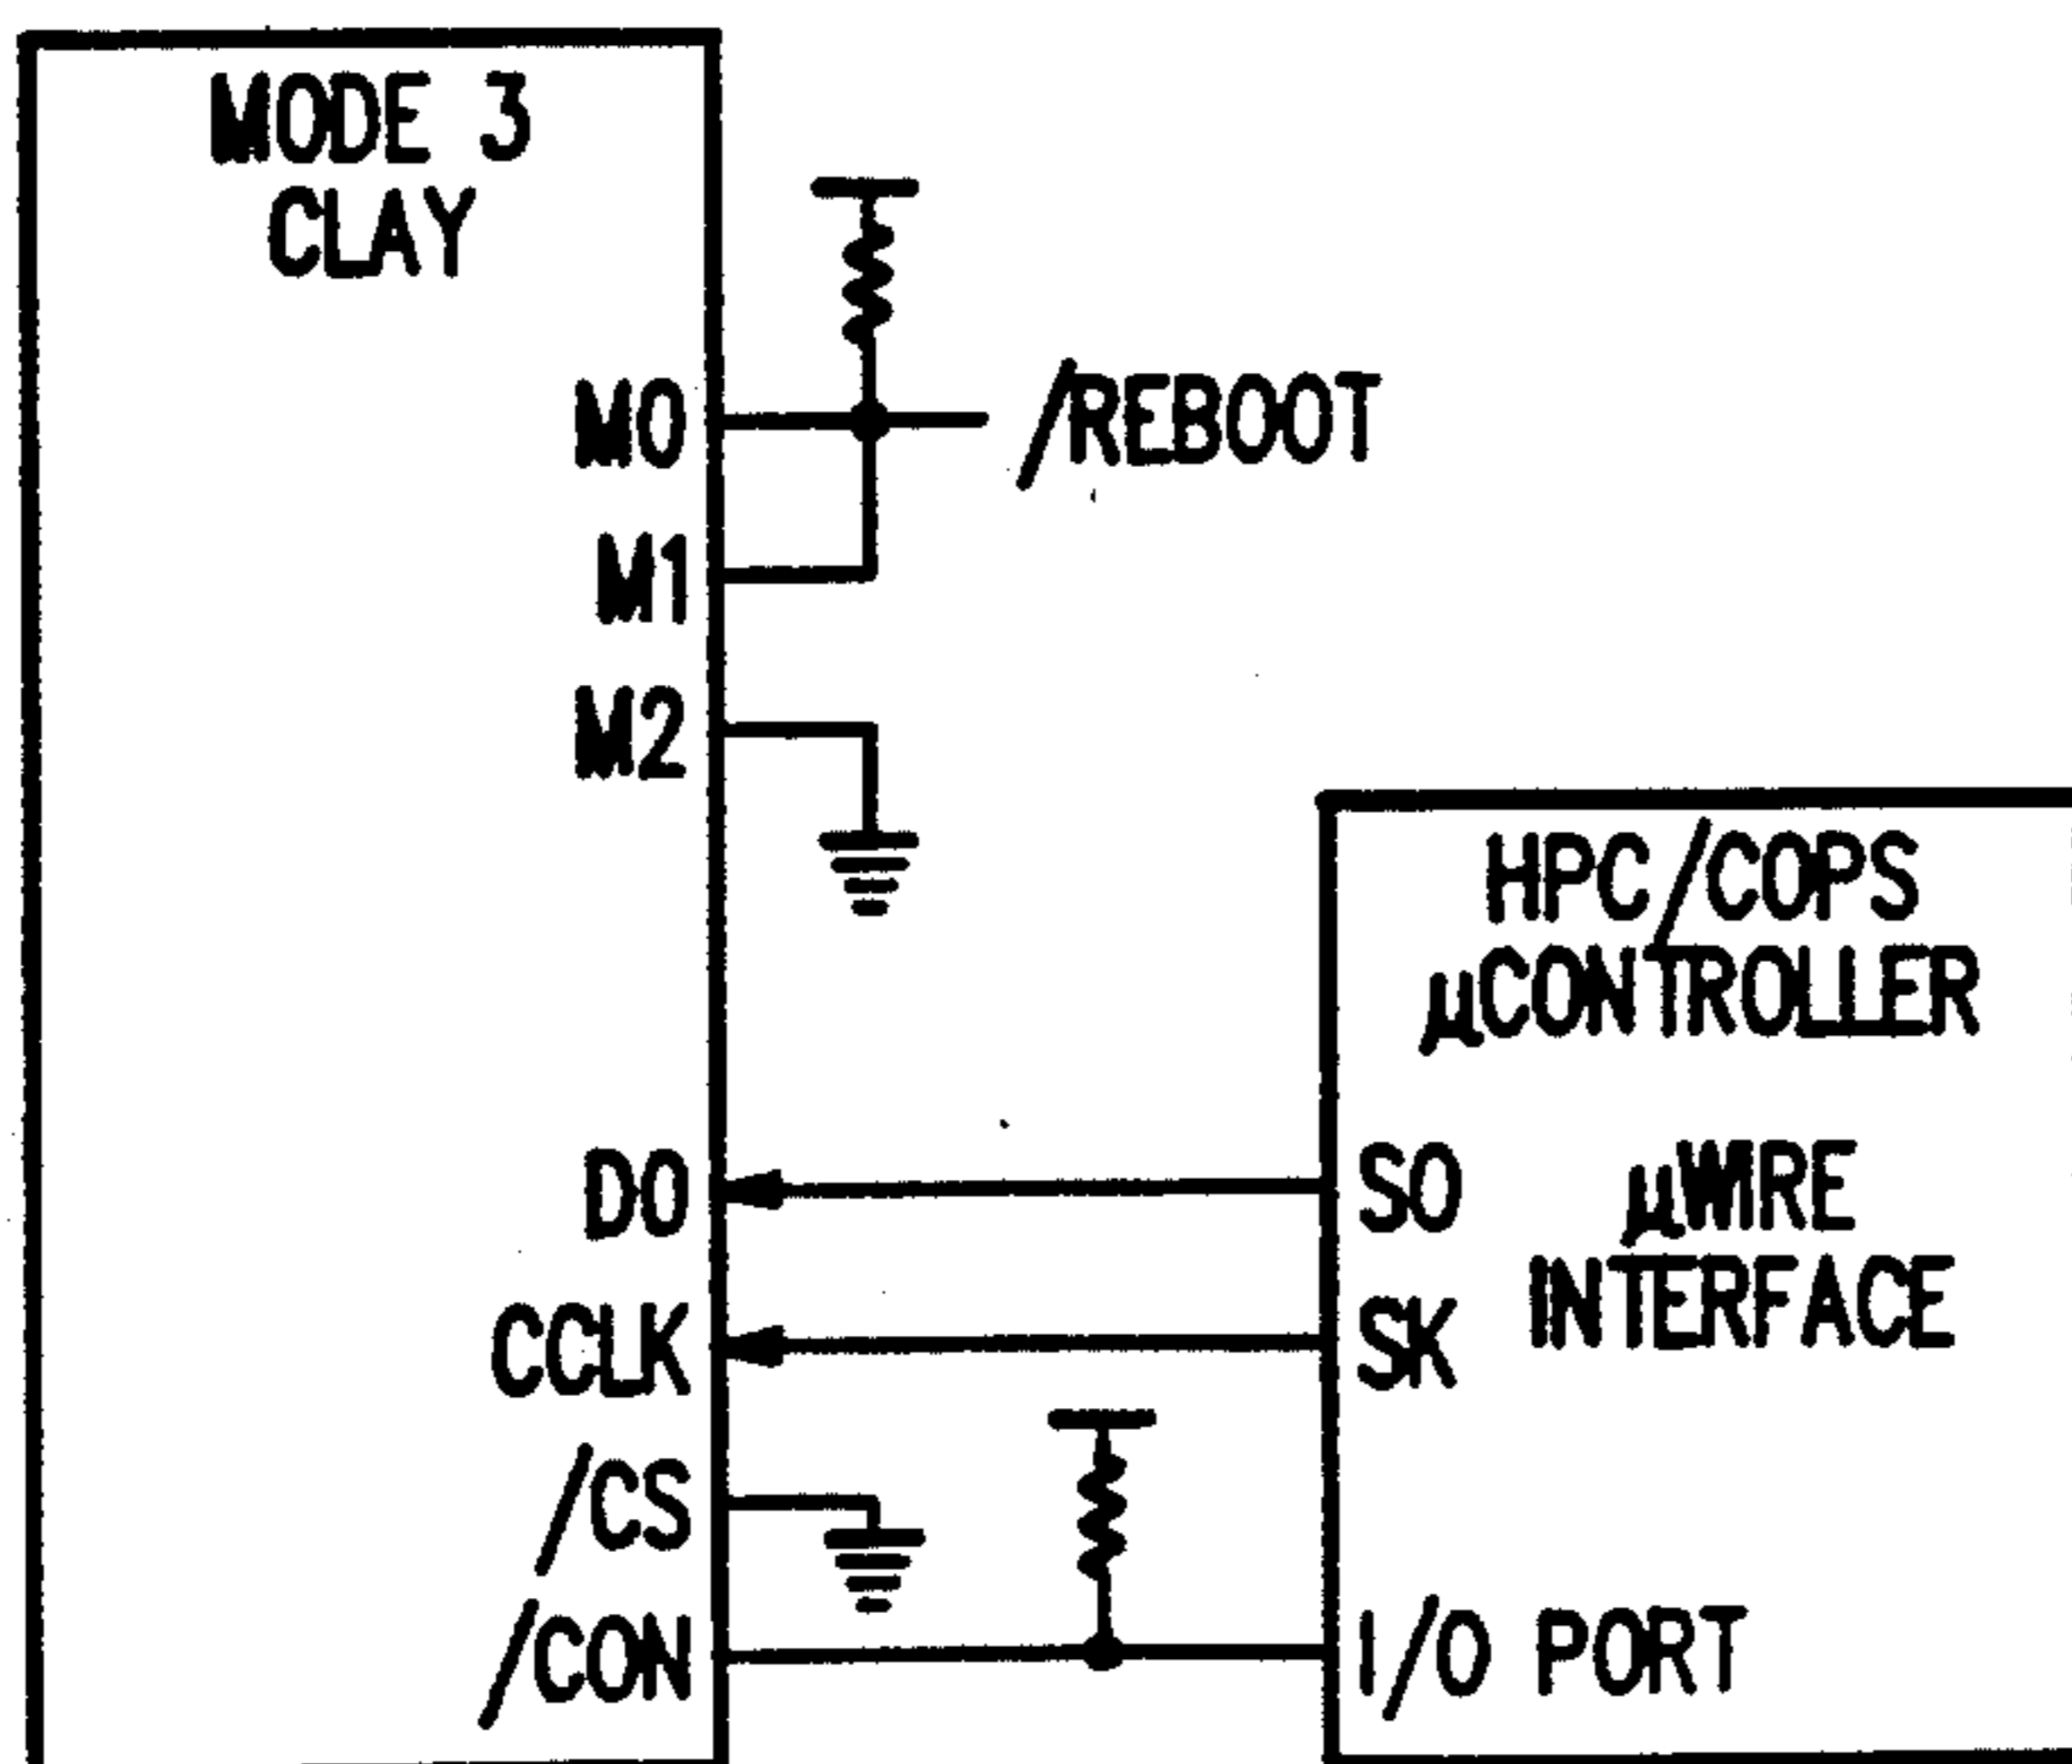 MODE 3
CLAY
M0
/REBOOT
M1
M2
HPC/COPS
µCONTROLLER
D0
SO
µWIRE
INTERFACE
CCLK
SK
/CS
/CON
I/O PORT